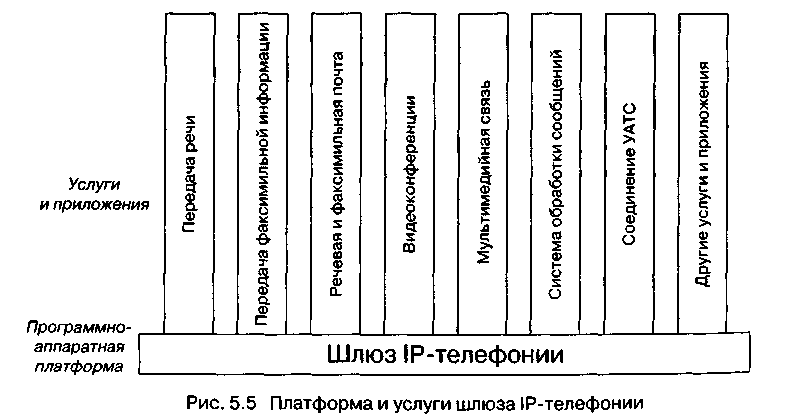 Передача речи
Передача факсимильной информации
Речевая и факсимильная почта
Видеоконференции
Мультимедийная связь
Система обработки сообщений
Соединение УАТС
Другие услуги и приложения
Услуги
и приложения
Программно-
аппаратная
платформа
Шлюз IP-телефонии
Рис. 5.5 Платформа и услуги шлюза IP-телефонии